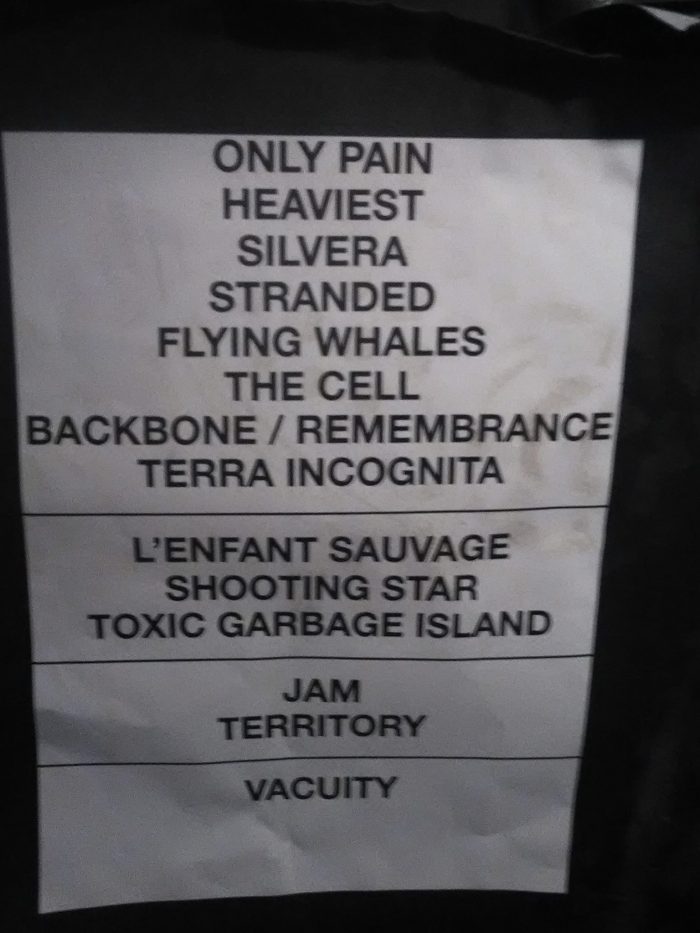 ONLY PAIN
HEAVIEST
SILVERA
STRANDED
FLYING WHALES
THE CELL
BACKBONE / REMEMBRANCE
TERRA INCOGNITA
L'ENFANT SAUVAGE
SHOOTING STAR
TOXIC GARBAGE ISLAND
JAM
TERRITORY
VACUITY